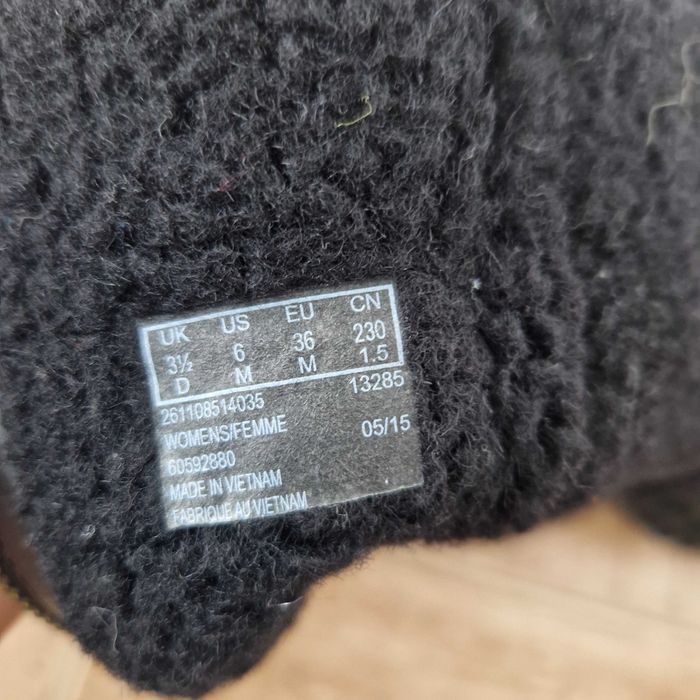 UK US EU CN
3½ 6 36 230
D M M 1.5
261108514035 13285
WOMENS/FEMME 05/15
60592880
MADE IN VIETNAM
FABRIQUE AU VIETNAM